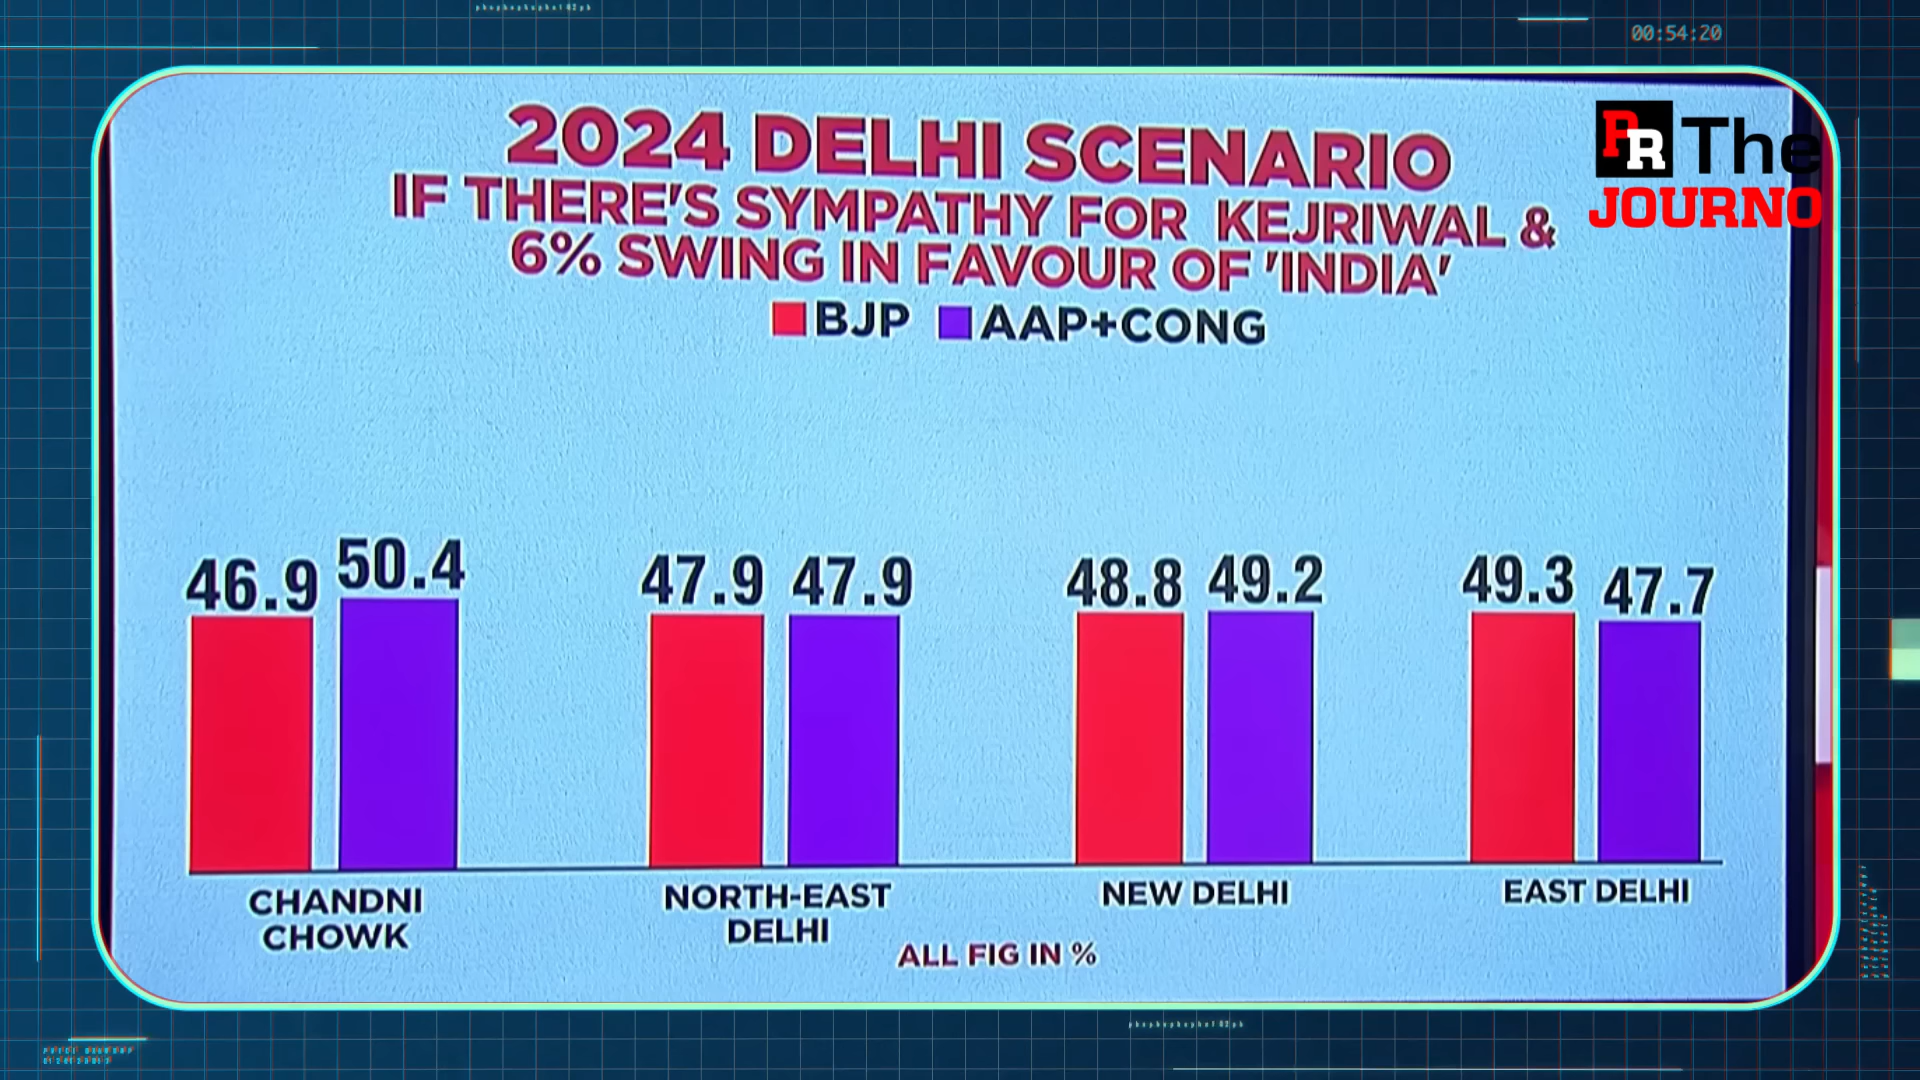 00:54:20
2024 DELHI SCENARIO
IF THERE'S SYMPATHY FOR KEJRIWAL &
6% SWING IN FAVOUR OF 'INDIA'
PR The
JOURNO
BJP AAP+CONG
46.9 50.4 47.9 47.9 48.8 49.2 49.3 47.7
CHANDNI
CHOWK
NORTH-EAST
DELHI
NEW DELHI
EAST DELHI
ALL FIG IN %